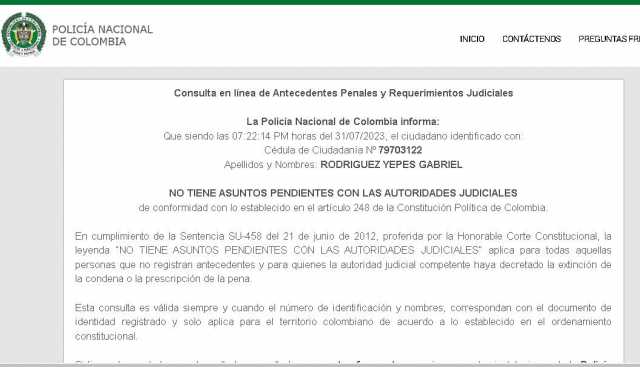 POLICÍA NACIONAL
DE COLOMBIA
INICIO CONTÁCTENOS PREGUNTAS FRE
Consulta en línea de Antecedentes Penales y Requerimientos Judiciales
La Policía Nacional de Colombia informa:
Que siendo las 07:22:14 PM horas del 31/07/2023, el ciudadano identificado con:
Cédula de Ciudadanía Nº 79703122
Apellidos y Nombres: RODRIGUEZ YEPES GABRIEL
NO TIENE ASUNTOS PENDIENTES CON LAS AUTORIDADES JUDICIALES
de conformidad con lo establecido en el artículo 248 de la Constitución Política de Colombia.
En cumplimiento de la Sentencia SU-458 del 21 de junio de 2012, proferida por la Honorable Corte Constitucional, la
leyenda “NO TIENE ASUNTOS PENDIENTES CON LAS AUTORIDADES JUDICIALES” aplica para todas aquellas
personas que no registran antecedentes y para quienes la autoridad judicial competente haya decretado la extinción de
la condena o la prescripción de la pena.
Esta consulta es válida siempre y cuando el número de identificación y nombres, correspondan con el documento de
identidad registrado y solo aplica para el territorio colombiano de acuerdo a lo establecido en el ordenamiento
constitucional.